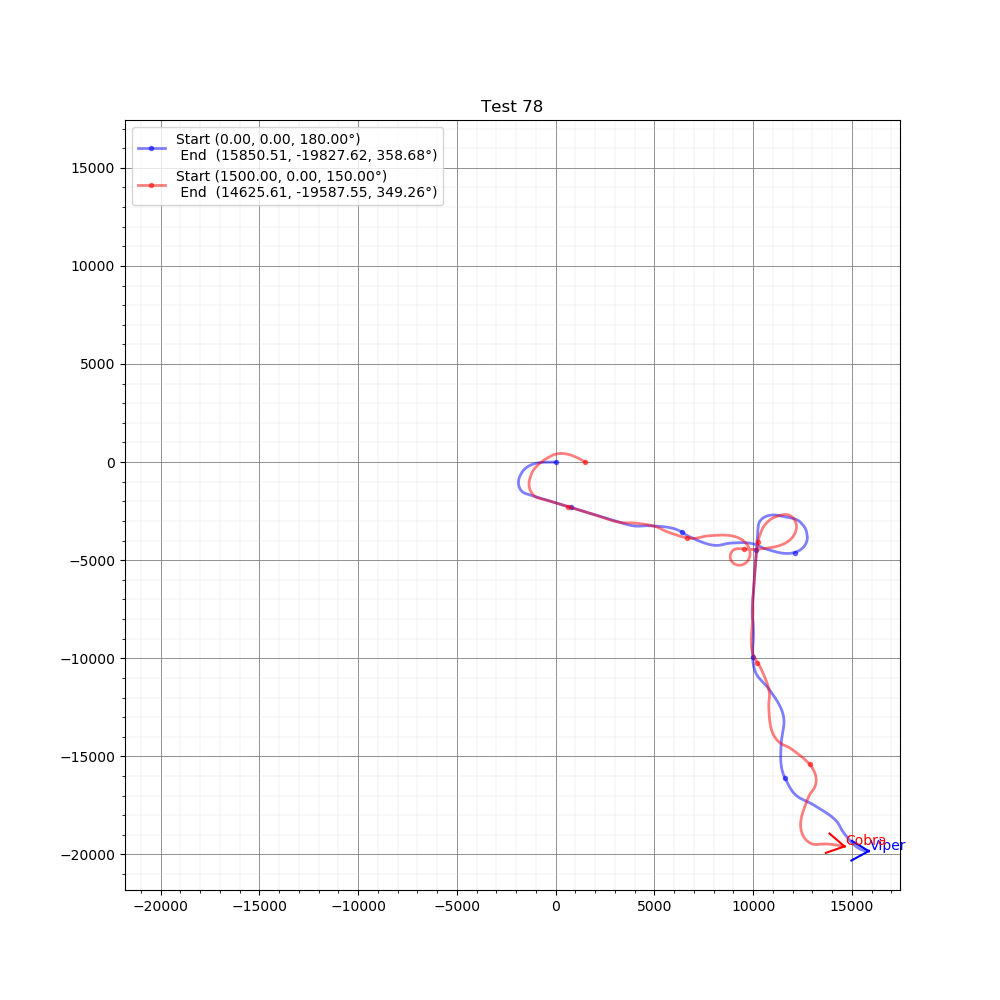 Test 78
Start (0.00, 0.00, 180.00°)
End (15850.51, -19827.62, 358.68°)
Start (1500.00, 0.00, 150.00°)
End (14625.61, -19587.55, 349.26°)
15000
10000
5000
0
−5000
−10000
−15000
−20000
Cobra
Viper
−20000 −15000 −10000 −5000 0 5000 10000 15000